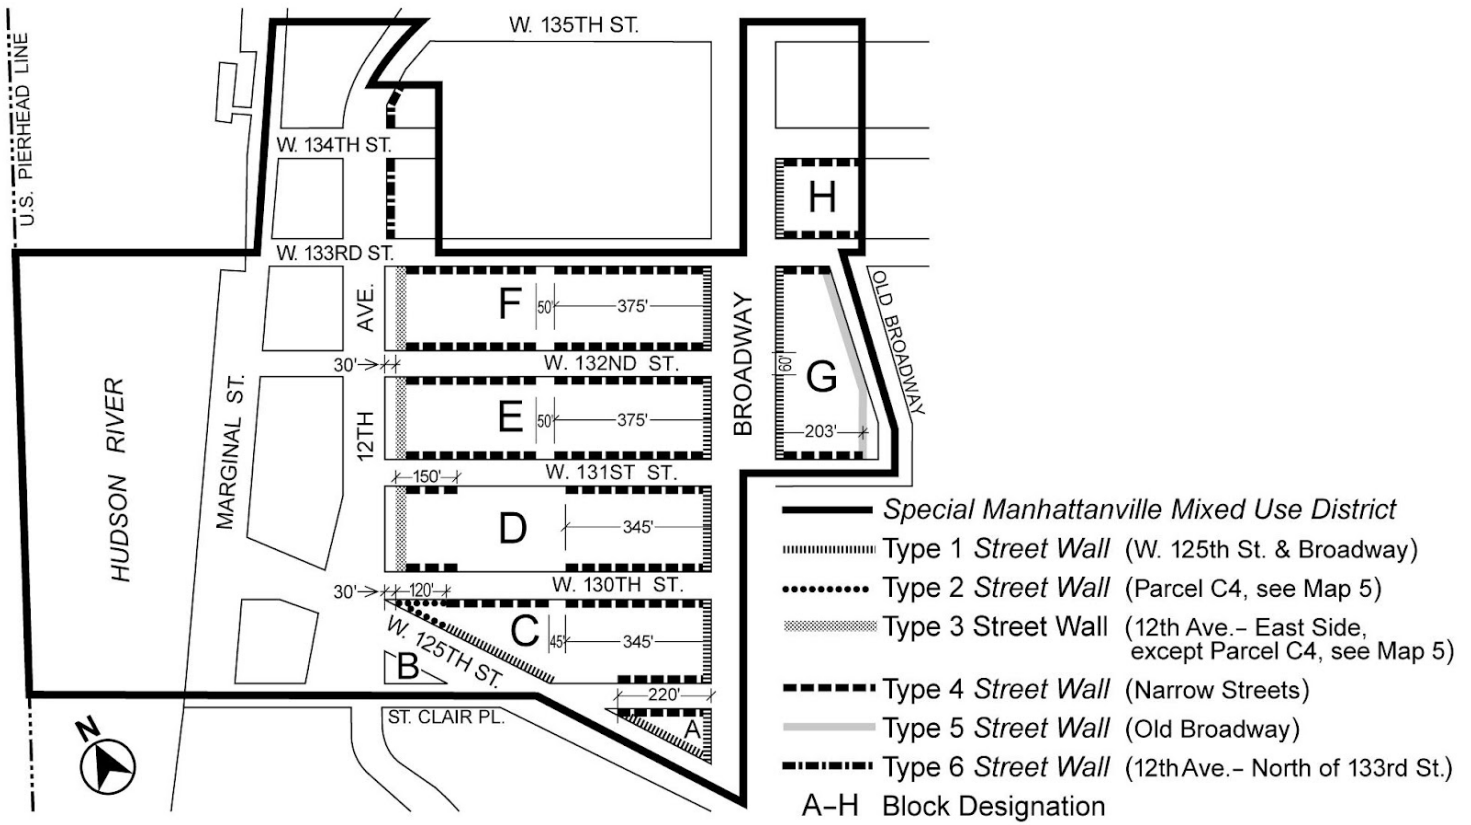 W. 135TH ST.
U.S. PIERHEAD LINE
W. 134TH ST.
H
W. 133RD ST.
OLD BROADWAY
AVE.
F
50'
375'
BROADWAY
30'
W. 132ND ST.
60'
G
HUDSON RIVER
MARGINAL ST.
12TH
E
50'
375'
203'
150'
W. 131ST ST.
D
345'
30'
120'
W. 130TH ST.
C
45'
345'
W. 125TH ST.
B
220'
ST. CLAIR PL.
A
N
Special Manhattanville Mixed Use District
Type 1 Street Wall (W. 125th St. & Broadway)
Type 2 Street Wall (Parcel C4, see Map 5)
Type 3 Street Wall (12th Ave.– East Side,
except Parcel C4, see Map 5)
Type 4 Street Wall (Narrow Streets)
Type 5 Street Wall (Old Broadway)
Type 6 Street Wall (12th Ave.– North of 133rd St.)
A–H Block Designation